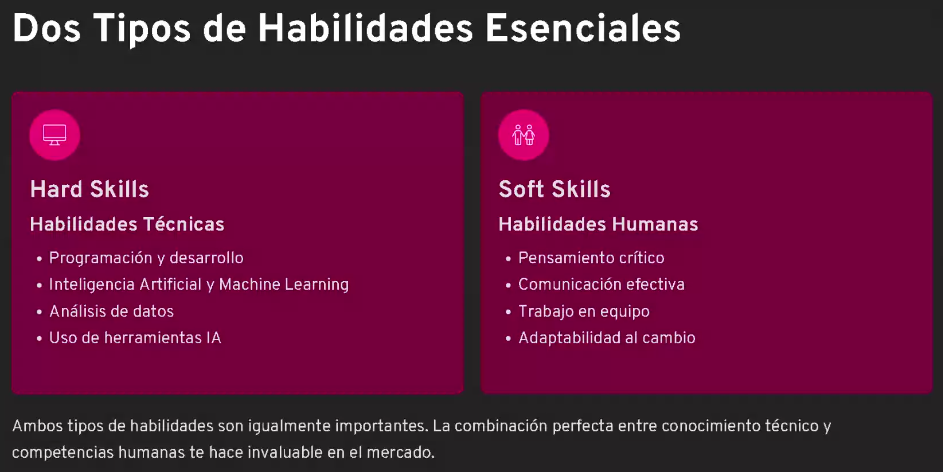 Dos Tipos de Habilidades Esenciales
Hard Skills
Habilidades Técnicas
• Programación y desarrollo
• Inteligencia Artificial y Machine Learning
• Análisis de datos
• Uso de herramientas IA
Soft Skills
Habilidades Humanas
• Pensamiento crítico
• Comunicación efectiva
• Trabajo en equipo
• Adaptabilidad al cambio
Ambos tipos de habilidades son igualmente importantes. La combinación perfecta entre conocimiento técnico y
competencias humanas te hace invaluable en el mercado.